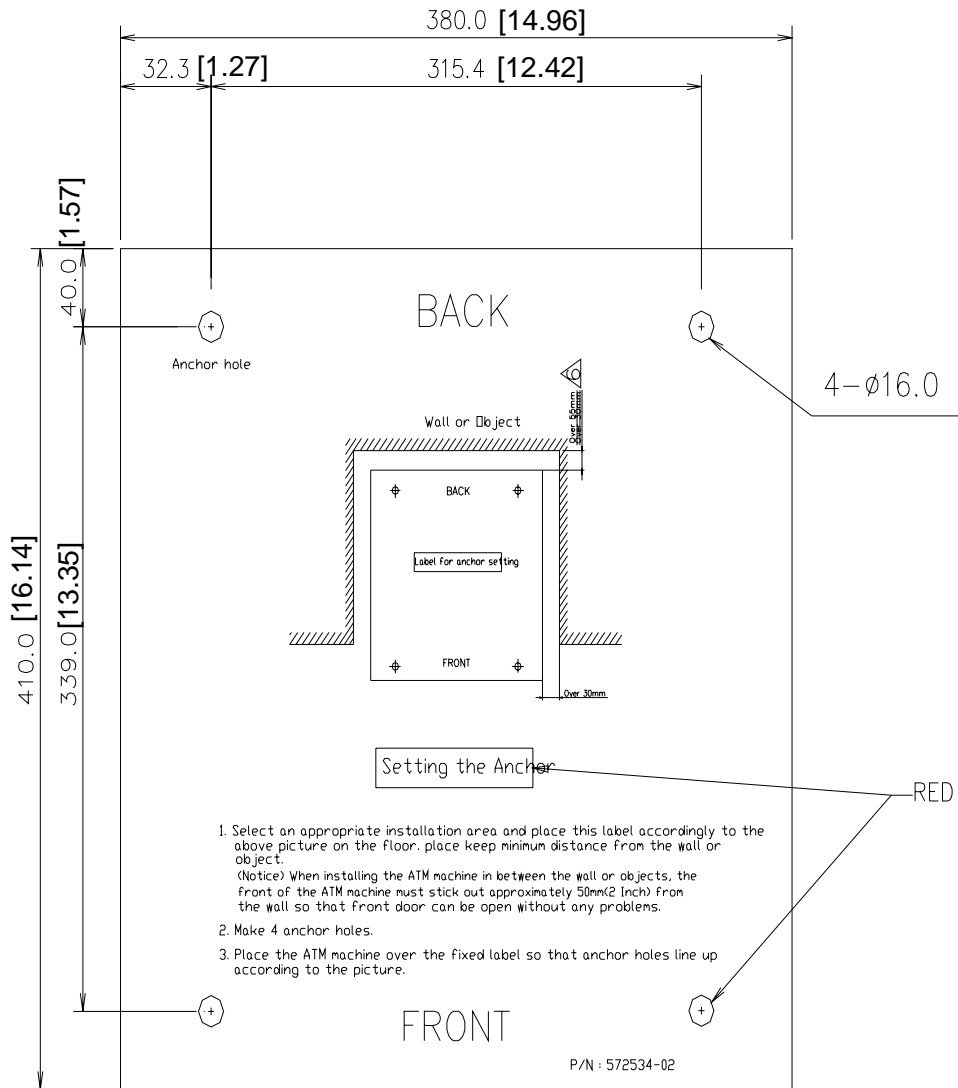 380.0 [14.96]
32.3 [1.27]
315.4 [12.42]
40.0 [1.57]
BACK
Anchor hole
4-ø16.0
6
Wall or Object
Over 55mm
Over 30mm
BACK
Label for anchor setting
410.0 [16.14]
339.0 [13.35]
FRONT
Over 30mm
Setting the Anchor
RED
1. Select an appropriate installation area and place this label accordingly to the
above picture on the floor. place keep minimum distance from the wall or
object.
(Notice) When installing the ATM machine in between the wall or objects, the
front of the ATM machine must stick out approximately 50mm(2 Inch) from
the wall so that front door can be open without any problems.
2. Make 4 anchor holes.
3. Place the ATM machine over the fixed label so that anchor holes line up
according to the picture.
FRONT
P/N : 572534-02